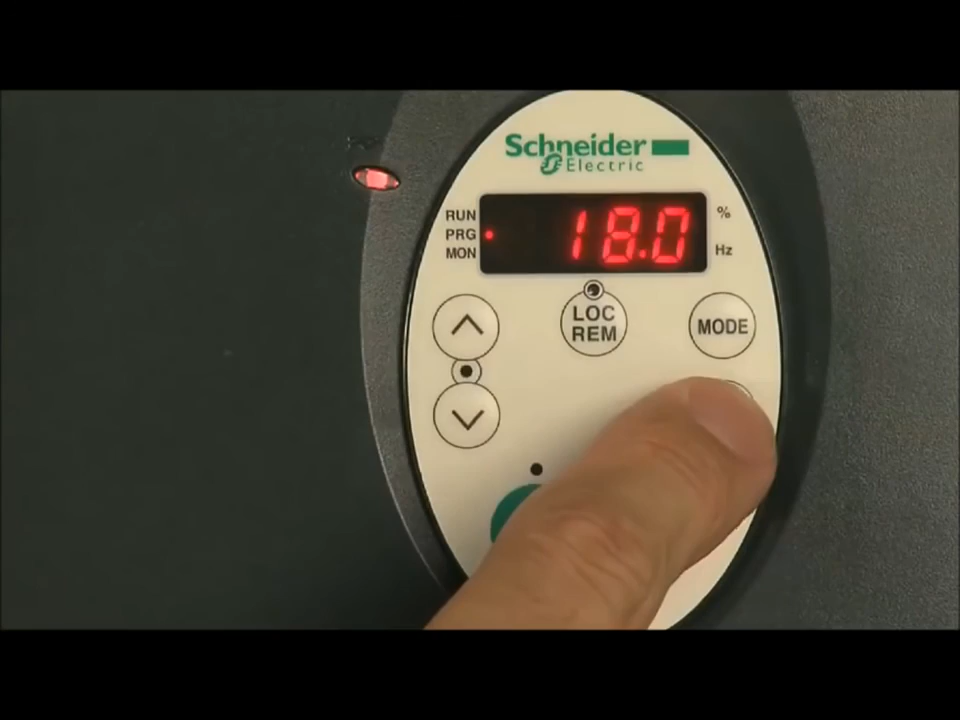 Schneider
Electric
RUN
PRG
MON
18.0
%
Hz
LOC
REM
MODE